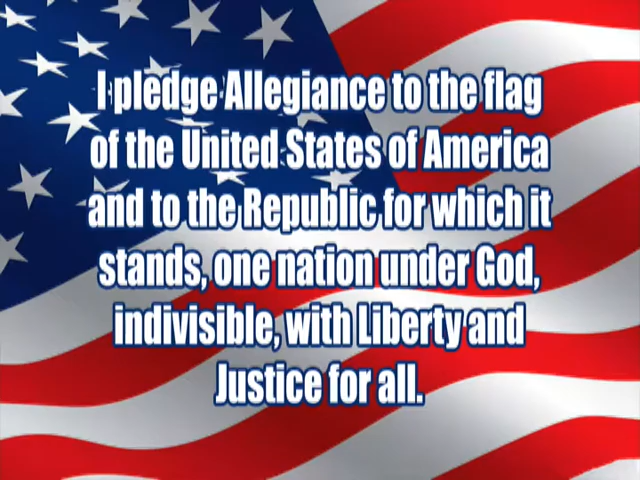 I pledge Allegiance to the flag
of the United States of America
and to the Republic for which it
stands, one nation under God,
indivisible, with Liberty and
Justice for all.